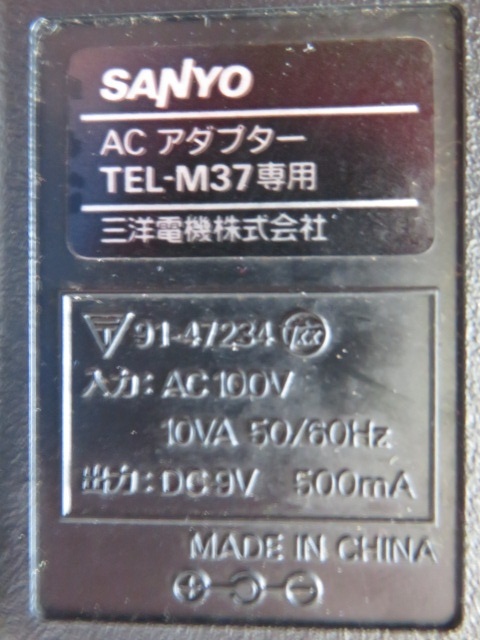 SANYO
AC アダプター
TEL-M37専用
三洋電機株式会社
91-47234
入力: AC 100V
10VA 50/60Hz
出力: DC 9V 500mA
MADE IN CHINA